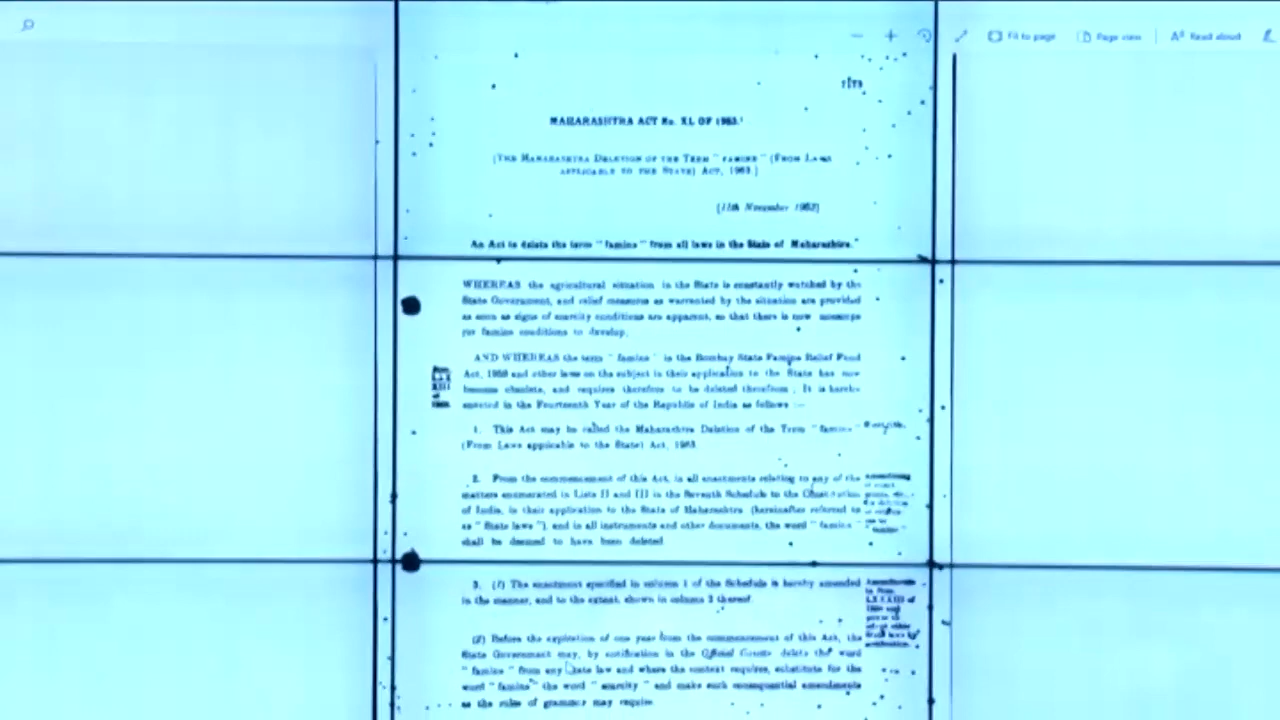 Fit to page
Page view
Read aloud
MAHARASHTRA ACT No. XL OF 1963.¹
[THE MAHARASHTRA DELETION OF THE TERM " FAMINE " (FROM LAWS
APPLICABLE TO THE STATE) ACT, 1963.]
[11th November 1963]
An Act to delete the term " famine " from all laws in the State of Maharashtra.
WHEREAS the agricultural situation in the State is constantly watched by the
State Government, and relief measures as warranted by the situation are provided
as soon as signs of scarcity conditions are apparent, so that there is now no scope
for famine conditions to develop;
AND WHEREAS the term " famine " in the Bombay State Famine Relief Fund
Act, 1958 and other laws on the subject in their application to the State has now
become obsolete, and requires therefore to be deleted therefrom ; It is hereby
enacted in the Fourteenth Year of the Republic of India as follows :—
1. This Act may be called the Maharashtra Deletion of the Term " famine "
(From Laws applicable to the State) Act, 1963.
2. From the commencement of this Act, in all enactments relating to any of the
matters enumerated in Lists II and III in the Seventh Schedule to the Constitution
of India, in their application to the State of Maharashtra (hereinafter referred to
as " State laws "), and in all instruments and other documents, the word " famine "
shall be deemed to have been deleted.
3. (1) The enactment specified in column 1 of the Schedule is hereby amended
in the manner, and to the extent, shown in column 2 thereof.
(2) Before the expiration of one year from the commencement of this Act, the
State Government may, by notification in the Official Gazette delete the word
" famine " from any State law and where the context requires, substitute for the
word " famine " the word " scarcity " and make such consequential amendments
as the rules of grammar may require.